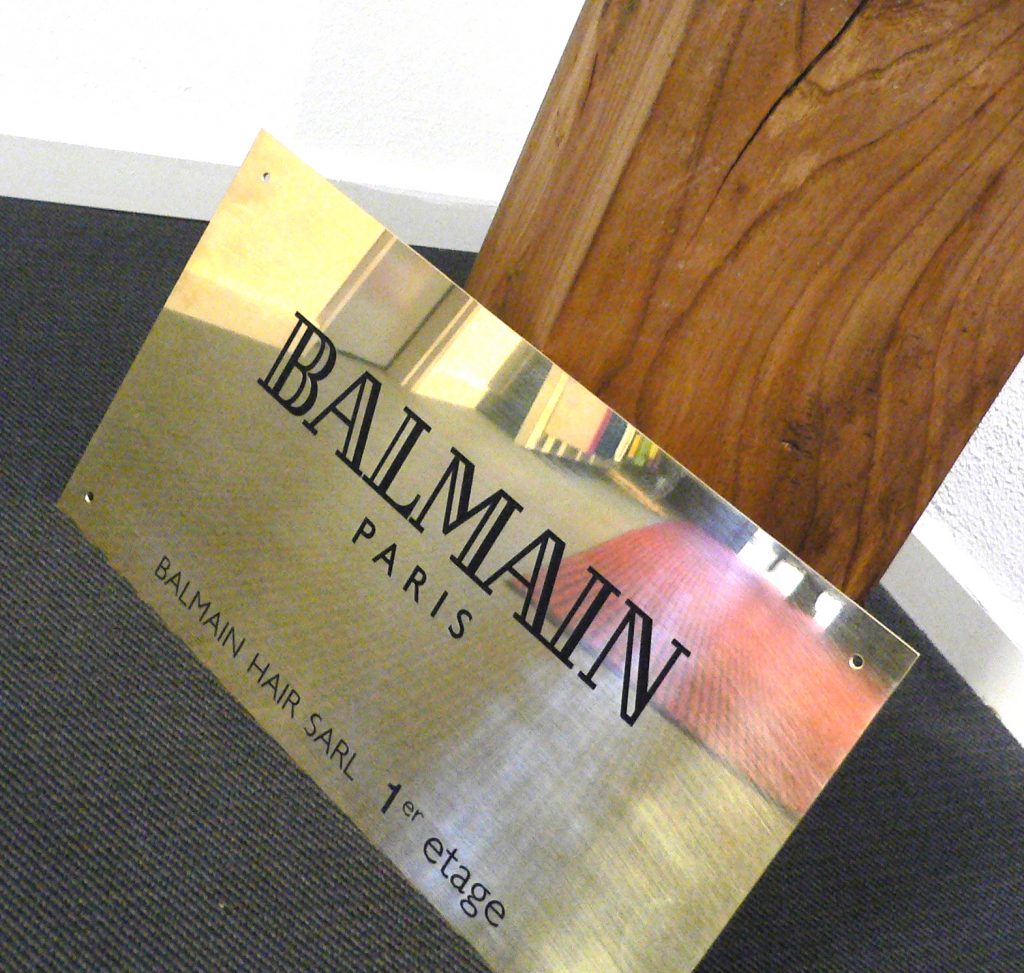 BALMAIN
PARIS
BALMAIN HAIR SARL 1er etage